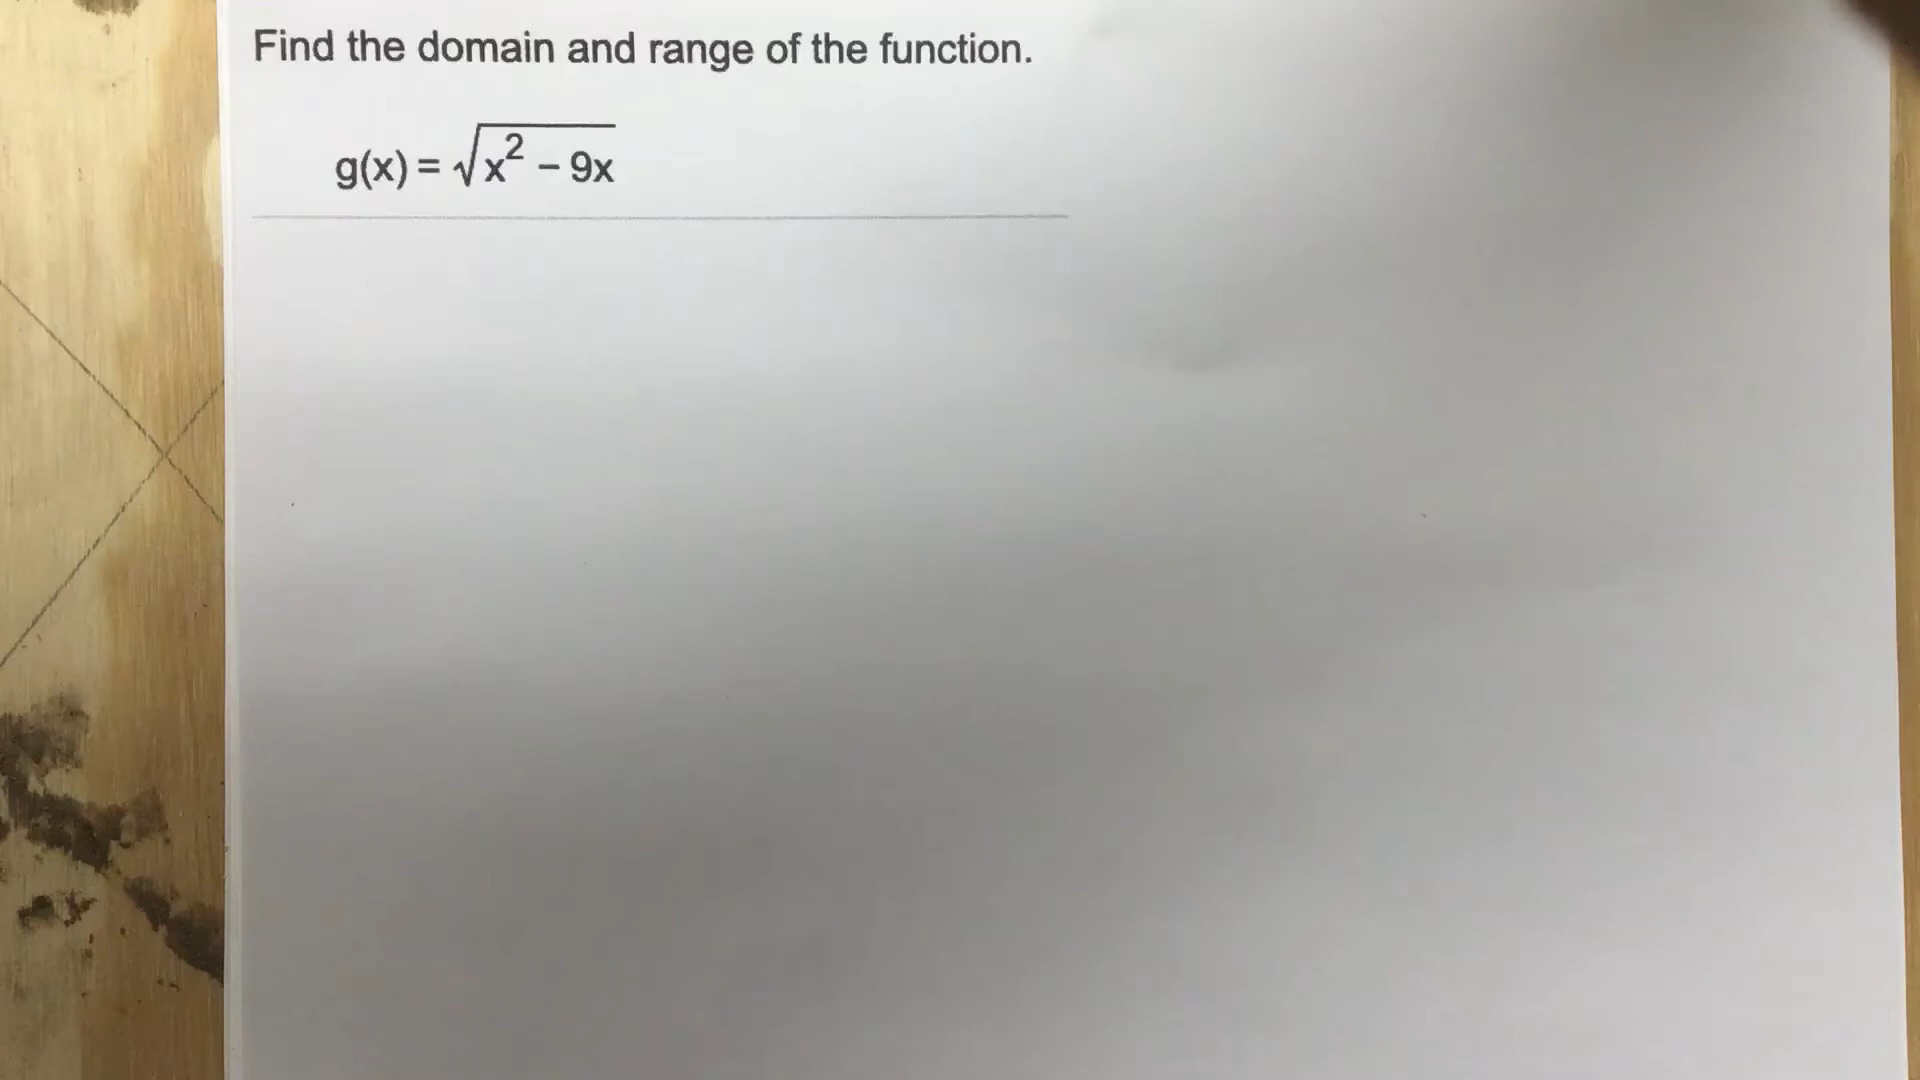 Find the domain and range of the function.
g(x) = √x² − 9x